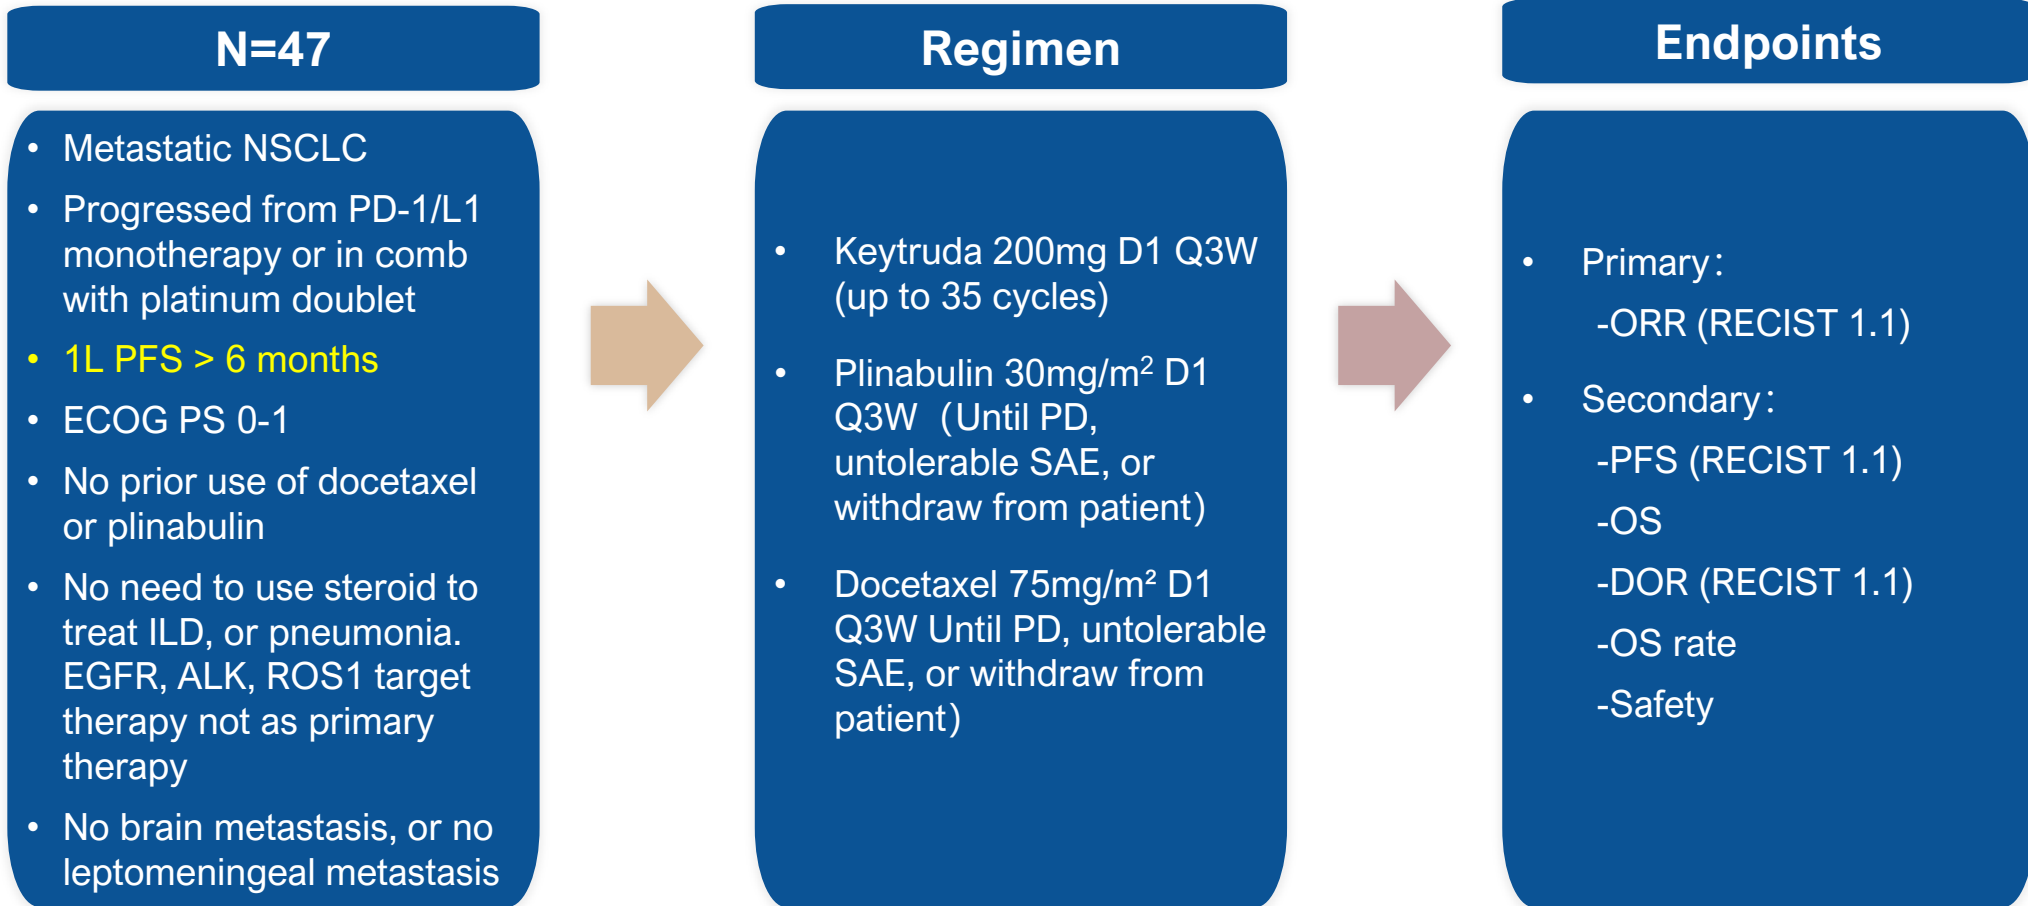 N=47
• Metastatic NSCLC
• Progressed from PD-1/L1
monotherapy or in comb
with platinum doublet
• 1L PFS > 6 months
• ECOG PS 0-1
• No prior use of docetaxel
or plinabulin
• No need to use steroid to
treat ILD, or pneumonia.
EGFR, ALK, ROS1 target
therapy not as primary
therapy
• No brain metastasis, or no
leptomeningeal metastasis
Regimen
• Keytruda 200mg D1 Q3W
(up to 35 cycles)
• Plinabulin 30mg/m² D1
Q3W（Until PD,
untolerable SAE, or
withdraw from patient）
• Docetaxel 75mg/m² D1
Q3W Until PD, untolerable
SAE, or withdraw from
patient）
Endpoints
• Primary：
-ORR (RECIST 1.1)
• Secondary：
-PFS (RECIST 1.1)
-OS
-DOR (RECIST 1.1)
-OS rate
-Safety